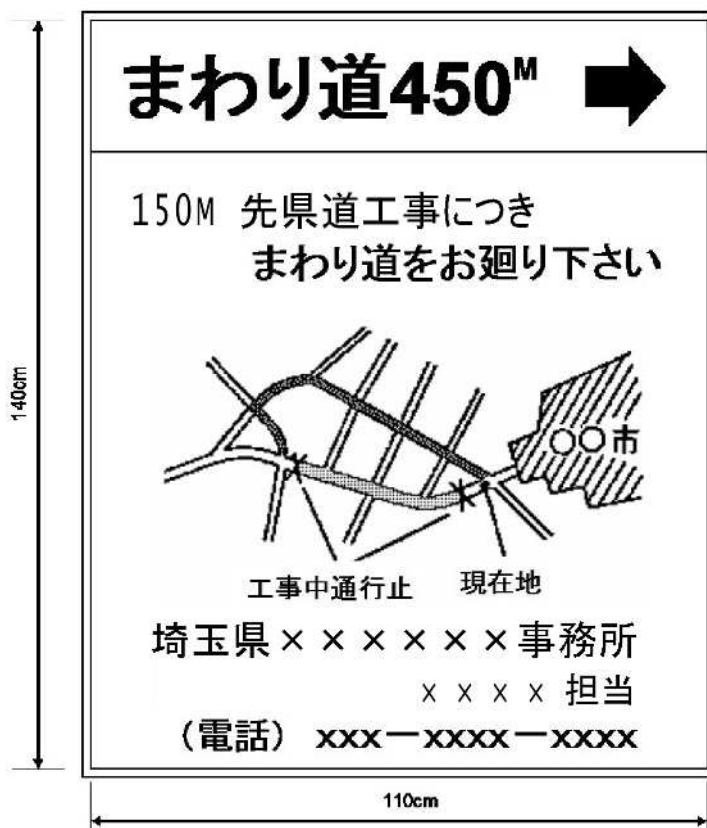 まわり道450M
150M 先県道工事につき
まわり道をお廻り下さい
140cm
○○市
工事中通行止
現在地
埼玉県××××××事務所
××××担当
(電話) xxx－xxxx－xxxx
110cm